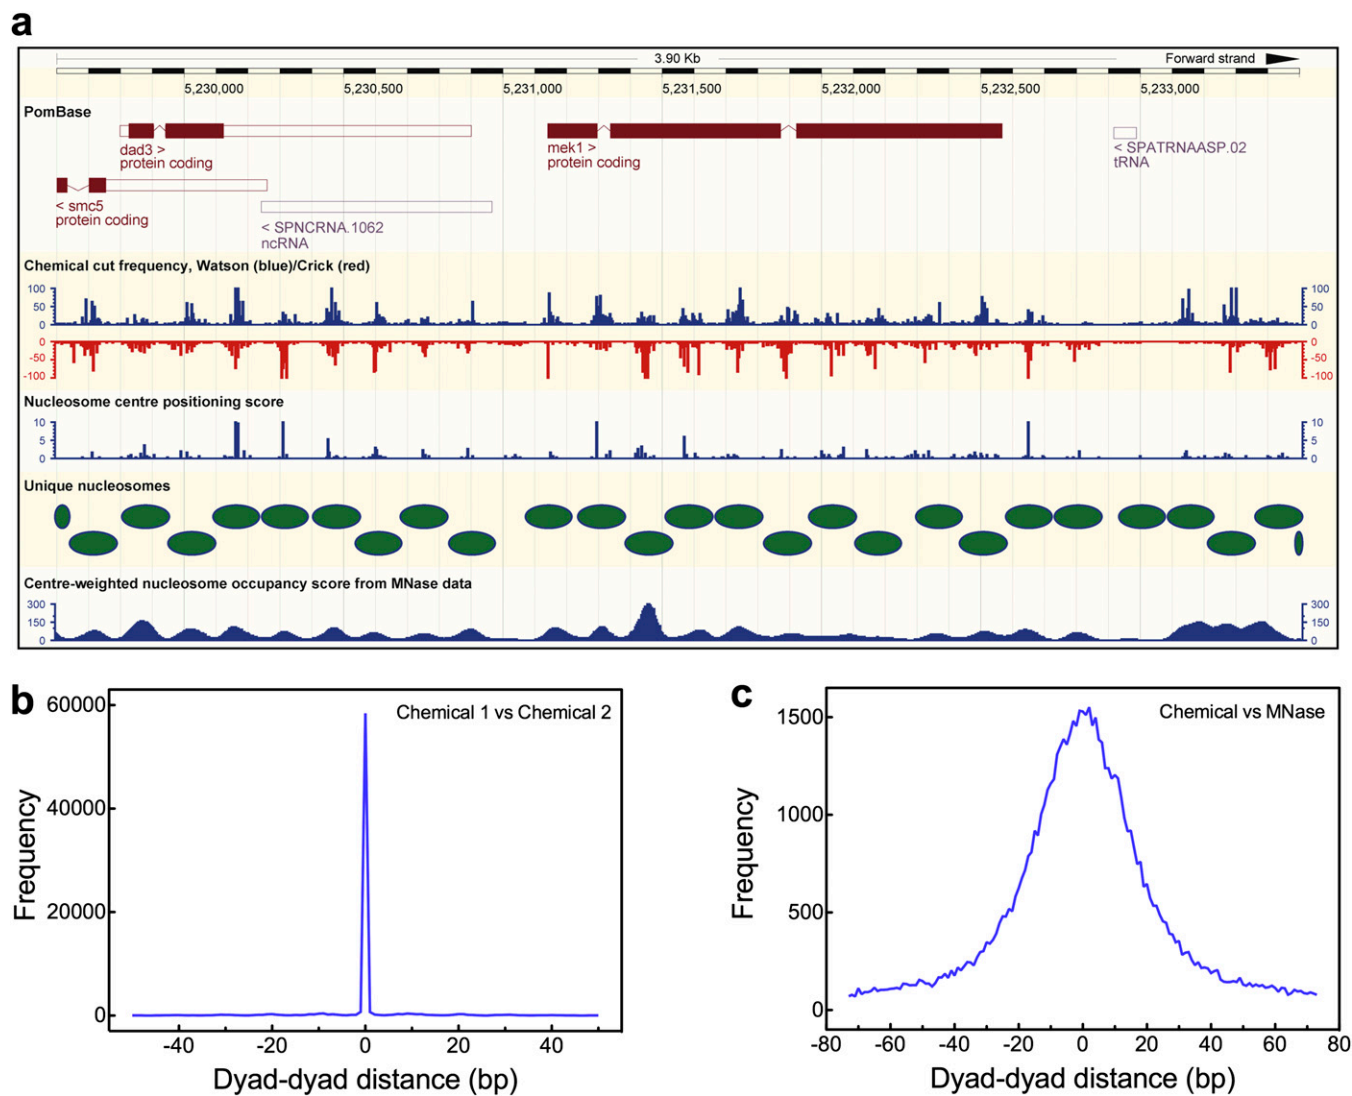 a
3.90 Kb
Forward strand
5,230,000 5,230,500 5,231,000 5,231,500 5,232,000 5,232,500 5,233,000
PomBase
dad3 >
protein coding
mek1 >
protein coding
< SPATRNAASP.02
tRNA
< smc5
protein coding
< SPNCRNA.1062
ncRNA
Chemical cut frequency, Watson (blue)/Crick (red)
100 100
50 50
0 0
0 0
-50 -50
-100 -100
Nucleosome centre positioning score
10 10
5 5
0 0
Unique nucleosomes
Centre-weighted nucleosome occupancy score from MNase data
300 300
150 150
0 0
b
Chemical 1 vs Chemical 2
60000
40000
20000
0
Frequency
-40 -20 0 20 40
Dyad-dyad distance (bp)
c
Chemical vs MNase
1500
1000
500
0
Frequency
-80 -60 -40 -20 0 20 40 60 80
Dyad-dyad distance (bp)